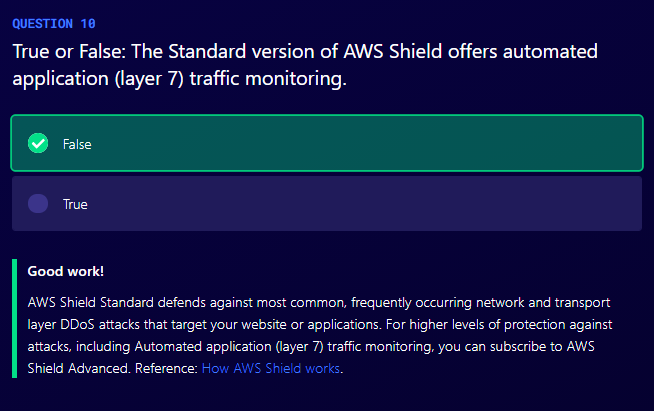 QUESTION 10
True or False: The Standard version of AWS Shield offers automated
application (layer 7) traffic monitoring.
False
True
Good work!
AWS Shield Standard defends against most common, frequently occurring network and transport
layer DDoS attacks that target your website or applications. For higher levels of protection against
attacks, including Automated application (layer 7) traffic monitoring, you can subscribe to AWS
Shield Advanced. Reference: How AWS Shield works.